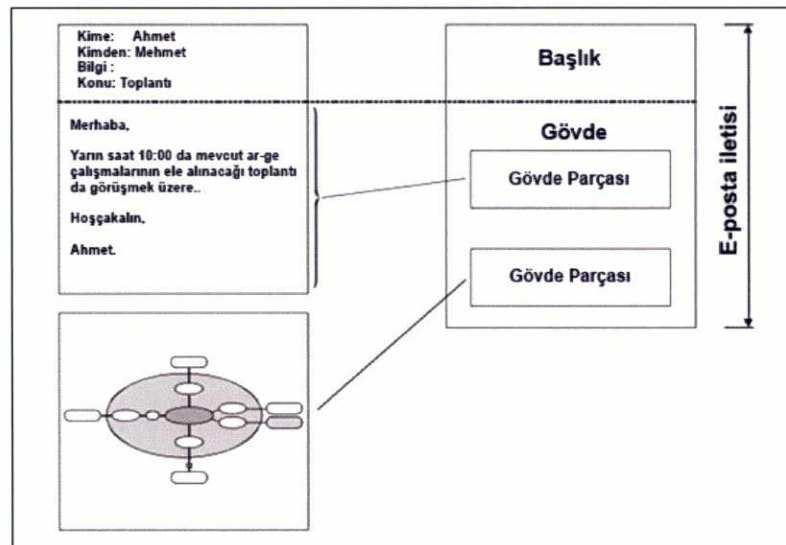 Kime: Ahmet
Kimden: Mehmet
Bilgi :
Konu: Toplantı
Merhaba,
Yarın saat 10:00 da mevcut ar-ge
çalışmalarının ele alınacağı toplantı
da görüşmek üzere..
Hoşçakalın,
Ahmet.
Başlık
Gövde
Gövde Parçası
Gövde Parçası
E-posta iletisi